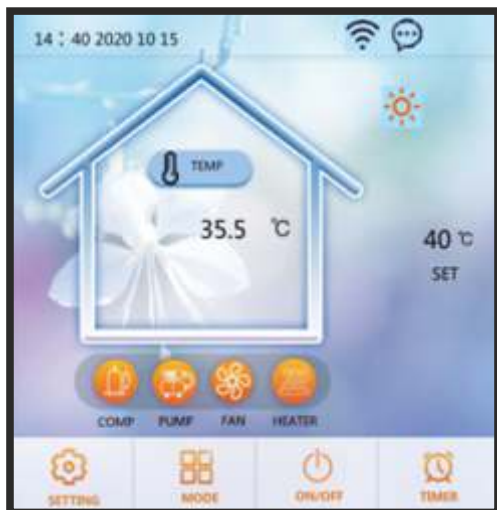 14 : 40 2020 10 15
TEMP
35.5 ℃
40 ℃
SET
COMP PUMP FAN HEATER
SETTING MODE ON/OFF TIMER